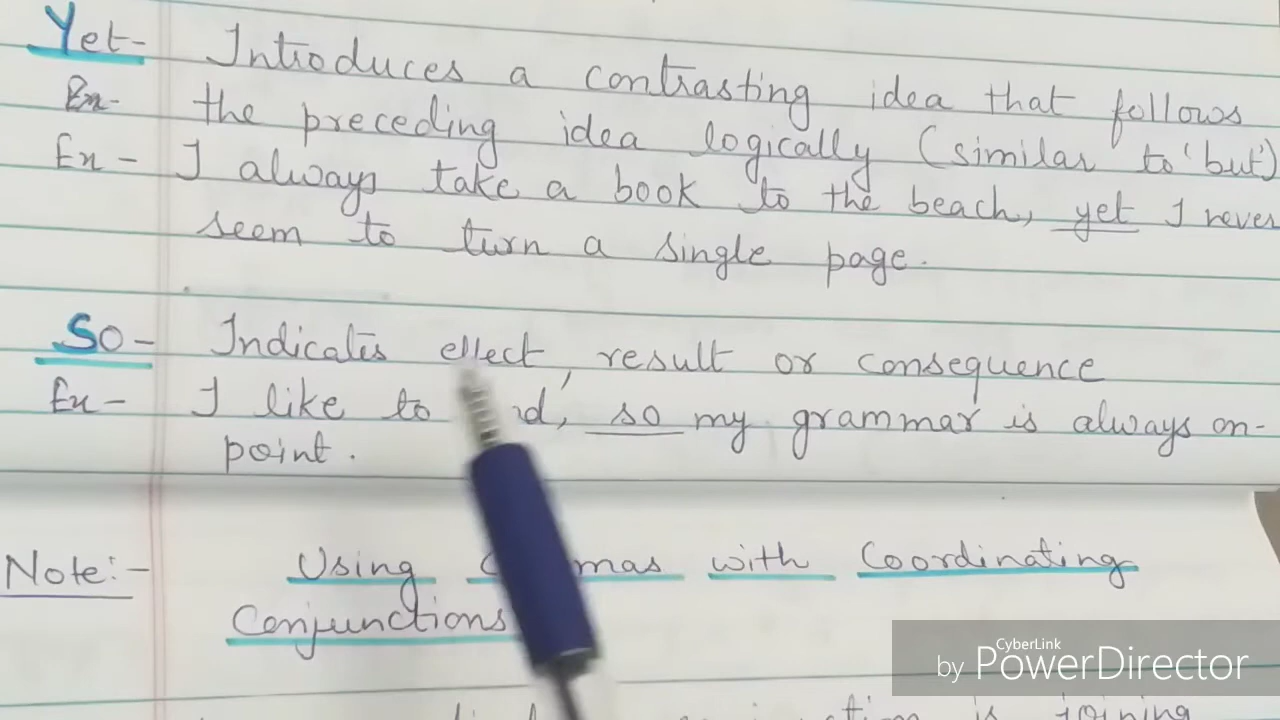 Yet- Introduces a contrasting idea that follows
Ex- the preceding idea logically (similar to 'but')
Ex - I always take a book to the beach, yet I never
seem to turn a single page.
So- Indicates effect, result or consequence
Ex - I like to so my grammar is always on-
point.
Note:- Using with Coordinating
Conjunctions
is joining
CyberLink
by PowerDirector